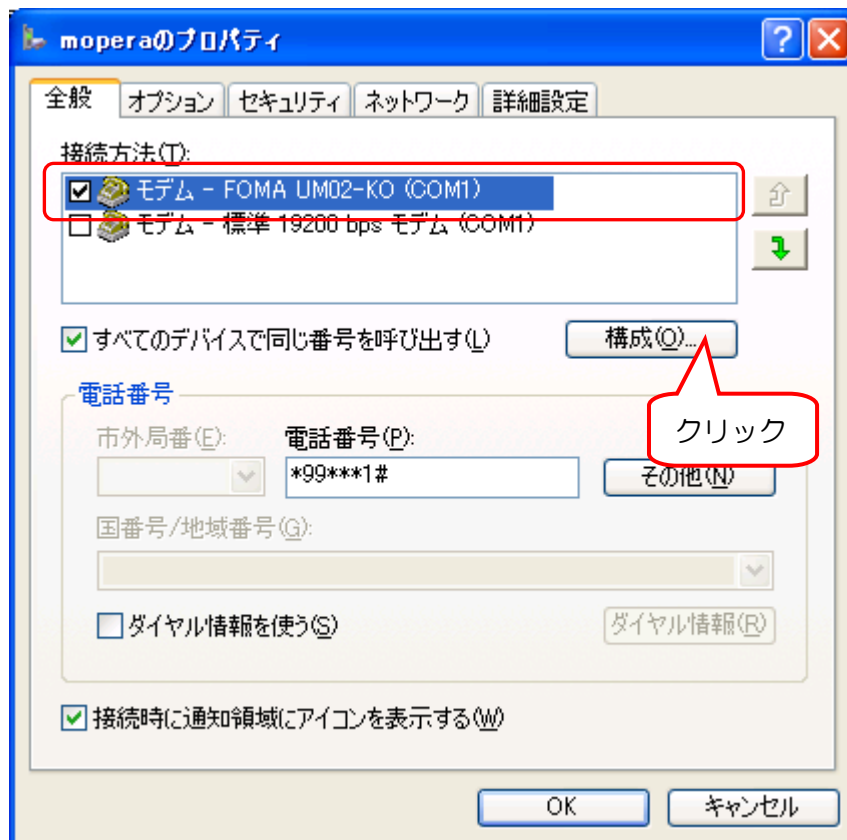 moperaのプロパティ
全般 オプション セキュリティ ネットワーク 詳細設定
接続方法(T):
モデム - FOMA UM02-KO (COM1)
モデム - 標準 19200 bps モデム (COM1)
すべてのデバイスで同じ番号を呼び出す(L) 構成(O)...
クリック
電話番号
市外局番(E): 電話番号(P):
*99***1# その他(N)
国番号/地域番号(G):
ダイヤル情報を使う(S) ダイヤル情報(R)
接続時に通知領域にアイコンを表示する(W)
OK キャンセル